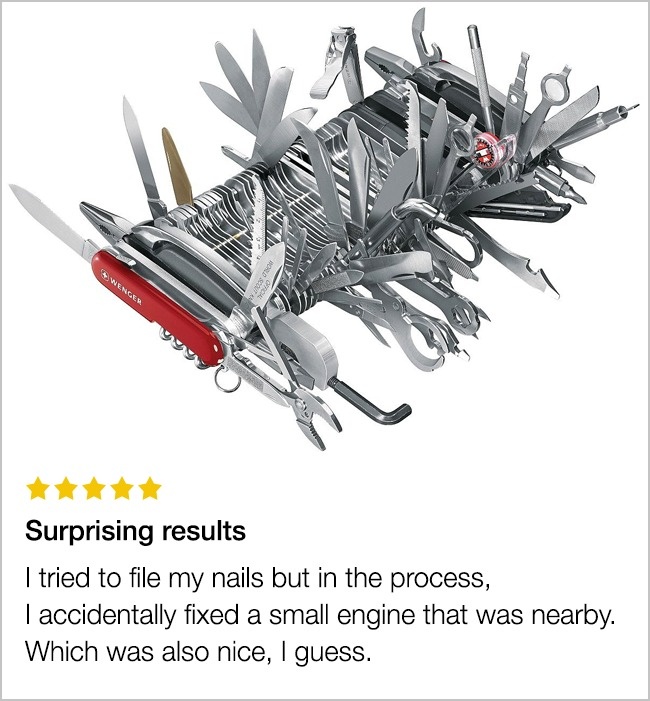 WENGER
Surprising results
I tried to file my nails but in the process,
I accidentally fixed a small engine that was nearby.
Which was also nice, I guess.